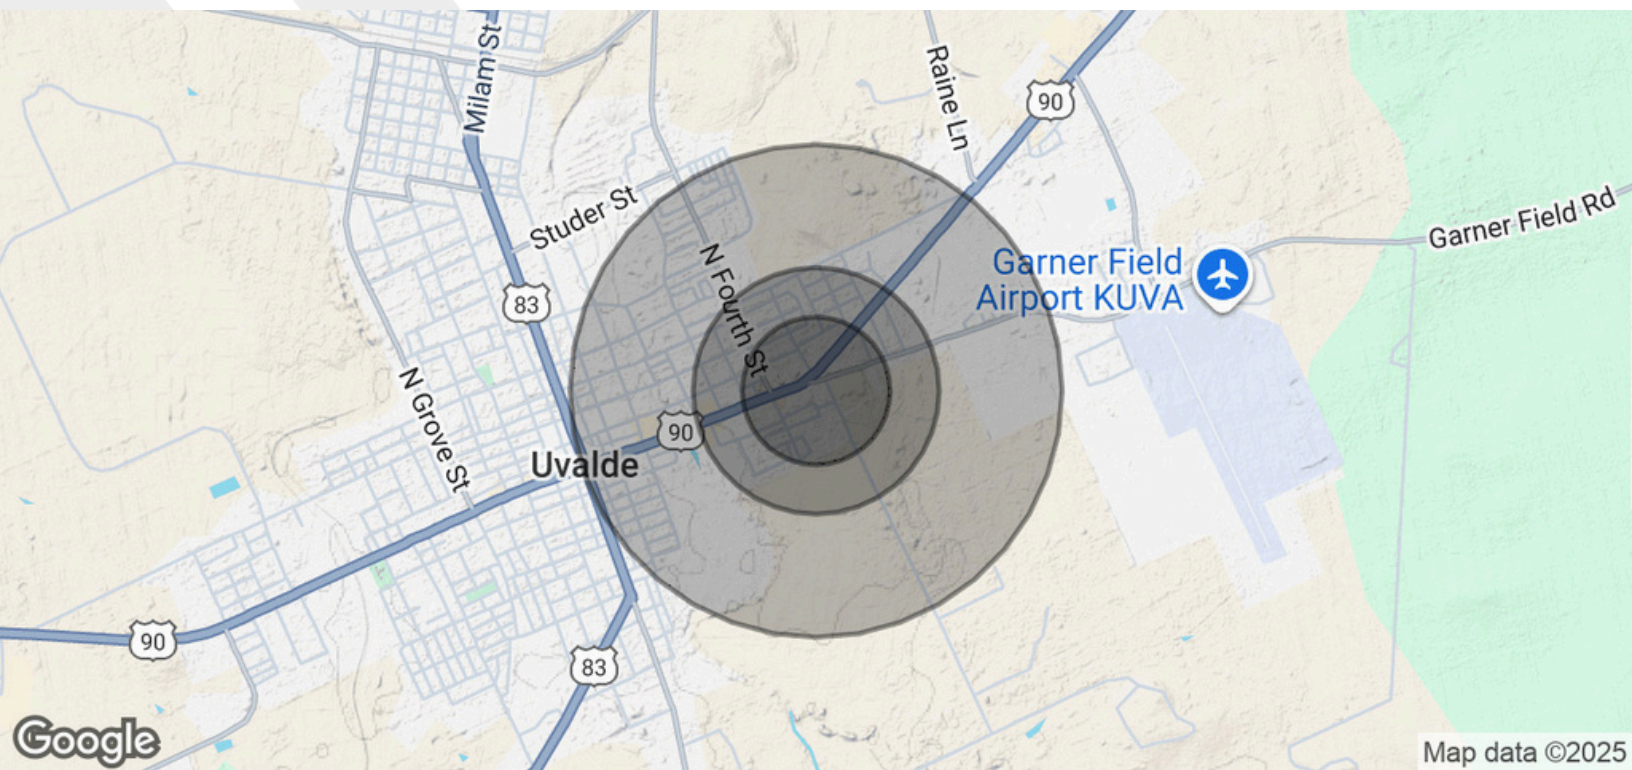 Milam St
Raine Ln
90
Studer St
Garner Field Rd
N Fourth St
Garner Field
Airport KUVA
83
N Grove St
90
Uvalde
90
83
Google
Map data ©2025